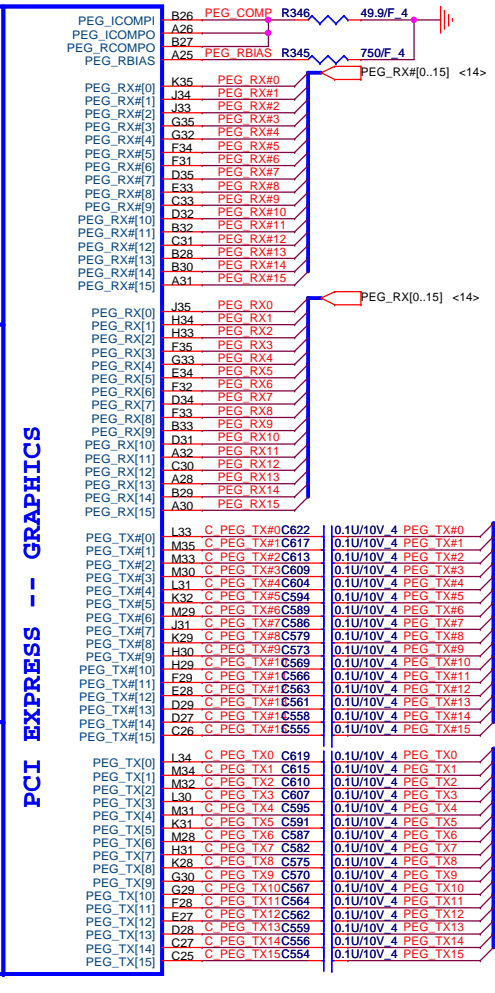 PEG_ICOMPI B26 PEG_COMP R346 49.9/F_4
PEG_ICOMPO A26
PEG_RCOMPO B27
PEG_RBIAS A25 PEG_RBIAS R345 750/F_4
PEG_RX#[0..15] <14>
PEG_RX#[0] K35 PEG_RX#0
PEG_RX#[1] J34 PEG_RX#1
PEG_RX#[2] J33 PEG_RX#2
PEG_RX#[3] G35 PEG_RX#3
PEG_RX#[4] G32 PEG_RX#4
PEG_RX#[5] F34 PEG_RX#5
PEG_RX#[6] F31 PEG_RX#6
PEG_RX#[7] D35 PEG_RX#7
PEG_RX#[8] E33 PEG_RX#8
PEG_RX#[9] C33 PEG_RX#9
PEG_RX#[10] D32 PEG_RX#10
PEG_RX#[11] B32 PEG_RX#11
PEG_RX#[12] C31 PEG_RX#12
PEG_RX#[13] B28 PEG_RX#13
PEG_RX#[14] B30 PEG_RX#14
PEG_RX#[15] A31 PEG_RX#15
PEG_RX[0..15] <14>
PEG_RX[0] J35 PEG_RX0
PEG_RX[1] H34 PEG_RX1
PEG_RX[2] H33 PEG_RX2
PEG_RX[3] F35 PEG_RX3
PEG_RX[4] G33 PEG_RX4
PEG_RX[5] E34 PEG_RX5
PEG_RX[6] F32 PEG_RX6
PEG_RX[7] D34 PEG_RX7
PEG_RX[8] F33 PEG_RX8
PEG_RX[9] B33 PEG_RX9
PEG_RX[10] D31 PEG_RX10
PEG_RX[11] A32 PEG_RX11
PEG_RX[12] C30 PEG_RX12
PEG_RX[13] A28 PEG_RX13
PEG_RX[14] B29 PEG_RX14
PEG_RX[15] A30 PEG_RX15
PCI EXPRESS -- GRAPHICS
PEG_TX#[0] L33 C_PEG_TX#0 C622 0.1U/10V_4 PEG_TX#0
PEG_TX#[1] M35 C_PEG_TX#1 C617 0.1U/10V_4 PEG_TX#1
PEG_TX#[2] M33 C_PEG_TX#2 C613 0.1U/10V_4 PEG_TX#2
PEG_TX#[3] M30 C_PEG_TX#3 C609 0.1U/10V_4 PEG_TX#3
PEG_TX#[4] L31 C_PEG_TX#4 C604 0.1U/10V_4 PEG_TX#4
PEG_TX#[5] K32 C_PEG_TX#5 C594 0.1U/10V_4 PEG_TX#5
PEG_TX#[6] M29 C_PEG_TX#6 C589 0.1U/10V_4 PEG_TX#6
PEG_TX#[7] J31 C_PEG_TX#7 C586 0.1U/10V_4 PEG_TX#7
PEG_TX#[8] K29 C_PEG_TX#8 C579 0.1U/10V_4 PEG_TX#8
PEG_TX#[9] H30 C_PEG_TX#9 C573 0.1U/10V_4 PEG_TX#9
PEG_TX#[10] H29 C_PEG_TX#10 C569 0.1U/10V_4 PEG_TX#10
PEG_TX#[11] F29 C_PEG_TX#11 C566 0.1U/10V_4 PEG_TX#11
PEG_TX#[12] E28 C_PEG_TX#12 C563 0.1U/10V_4 PEG_TX#12
PEG_TX#[13] D29 C_PEG_TX#13 C561 0.1U/10V_4 PEG_TX#13
PEG_TX#[14] D27 C_PEG_TX#14 C558 0.1U/10V_4 PEG_TX#14
PEG_TX#[15] C26 C_PEG_TX#15 C555 0.1U/10V_4 PEG_TX#15
PEG_TX[0] L34 C_PEG_TX0 C619 0.1U/10V_4 PEG_TX0
PEG_TX[1] M34 C_PEG_TX1 C615 0.1U/10V_4 PEG_TX1
PEG_TX[2] M32 C_PEG_TX2 C610 0.1U/10V_4 PEG_TX2
PEG_TX[3] L30 C_PEG_TX3 C607 0.1U/10V_4 PEG_TX3
PEG_TX[4] M31 C_PEG_TX4 C595 0.1U/10V_4 PEG_TX4
PEG_TX[5] K31 C_PEG_TX5 C591 0.1U/10V_4 PEG_TX5
PEG_TX[6] M28 C_PEG_TX6 C587 0.1U/10V_4 PEG_TX6
PEG_TX[7] H31 C_PEG_TX7 C582 0.1U/10V_4 PEG_TX7
PEG_TX[8] K28 C_PEG_TX8 C575 0.1U/10V_4 PEG_TX8
PEG_TX[9] G30 C_PEG_TX9 C570 0.1U/10V_4 PEG_TX9
PEG_TX[10] G29 C_PEG_TX10 C567 0.1U/10V_4 PEG_TX10
PEG_TX[11] F28 C_PEG_TX11 C564 0.1U/10V_4 PEG_TX11
PEG_TX[12] E27 C_PEG_TX12 C562 0.1U/10V_4 PEG_TX12
PEG_TX[13] D28 C_PEG_TX13 C559 0.1U/10V_4 PEG_TX13
PEG_TX[14] C27 C_PEG_TX14 C556 0.1U/10V_4 PEG_TX14
PEG_TX[15] C25 C_PEG_TX15 C554 0.1U/10V_4 PEG_TX15